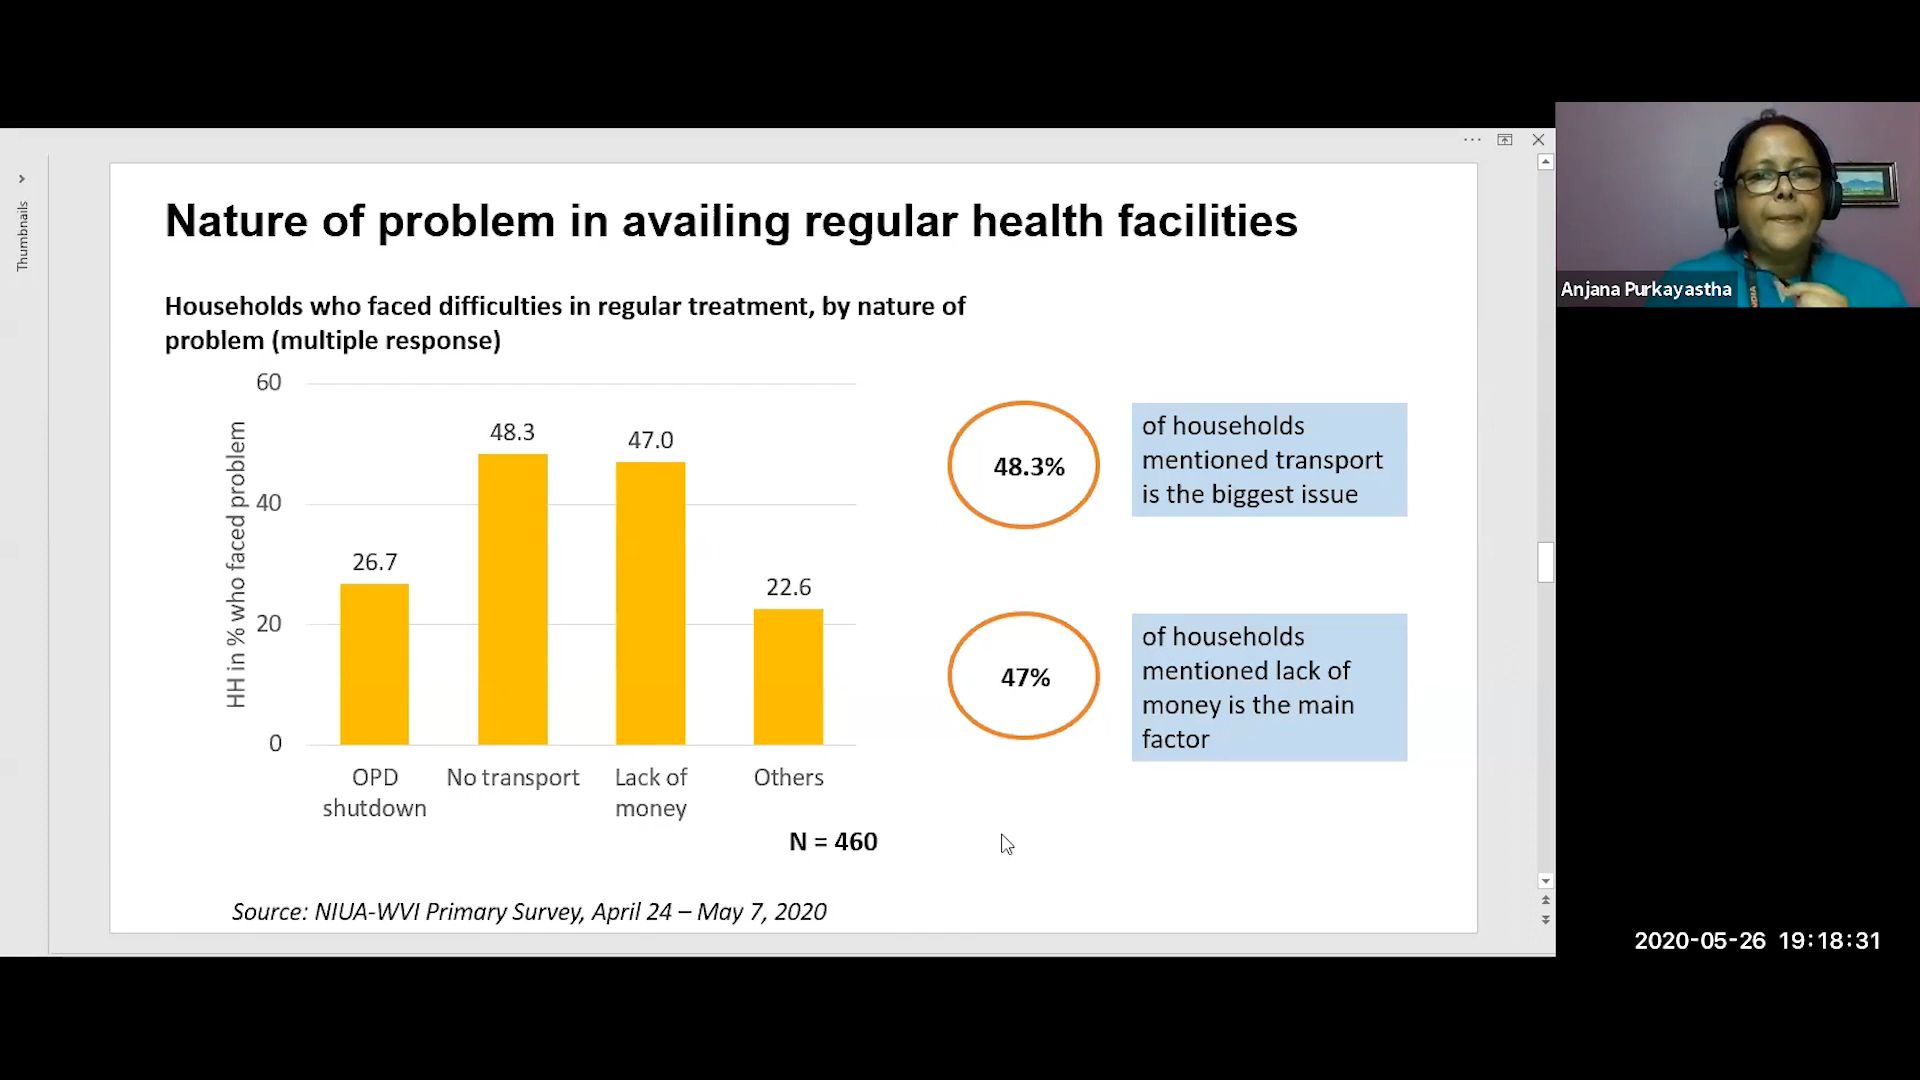 Thumbnails
Nature of problem in availing regular health facilities
Households who faced difficulties in regular treatment, by nature of
problem (multiple response)
HH in % who faced problem
60
40
20
0
26.7
48.3
47.0
22.6
OPD
shutdown
No transport
Lack of
money
Others
N = 460
48.3%
of households
mentioned transport
is the biggest issue
47%
of households
mentioned lack of
money is the main
factor
Source: NIUA-WVI Primary Survey, April 24 – May 7, 2020
Anjana Purkayastha
2020-05-26 19:18:31